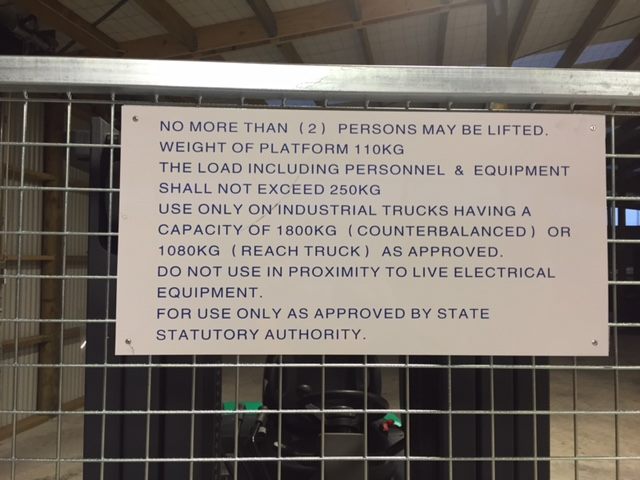 NO MORE THAN (2) PERSONS MAY BE LIFTED.
WEIGHT OF PLATFORM 110KG
THE LOAD INCLUDING PERSONNEL & EQUIPMENT
SHALL NOT EXCEED 250KG
USE ONLY ON INDUSTRIAL TRUCKS HAVING A
CAPACITY OF 1800KG (COUNTERBALANCED) OR
1080KG (REACH TRUCK) AS APPROVED.
DO NOT USE IN PROXIMITY TO LIVE ELECTRICAL
EQUIPMENT.
FOR USE ONLY AS APPROVED BY STATE
STATUTORY AUTHORITY.